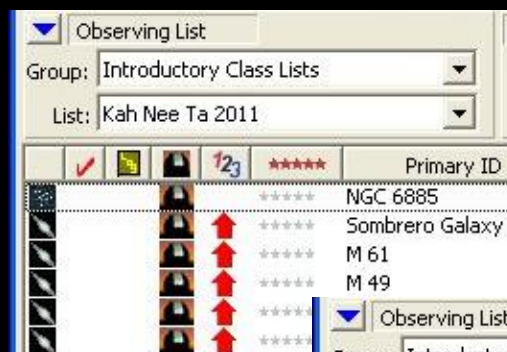 Observing List
Group: Introductory Class Lists
List: Kah Nee Ta 2011
123 Primary ID
NGC 6885
Sombrero Galaxy
M 61
M 49
Observing List